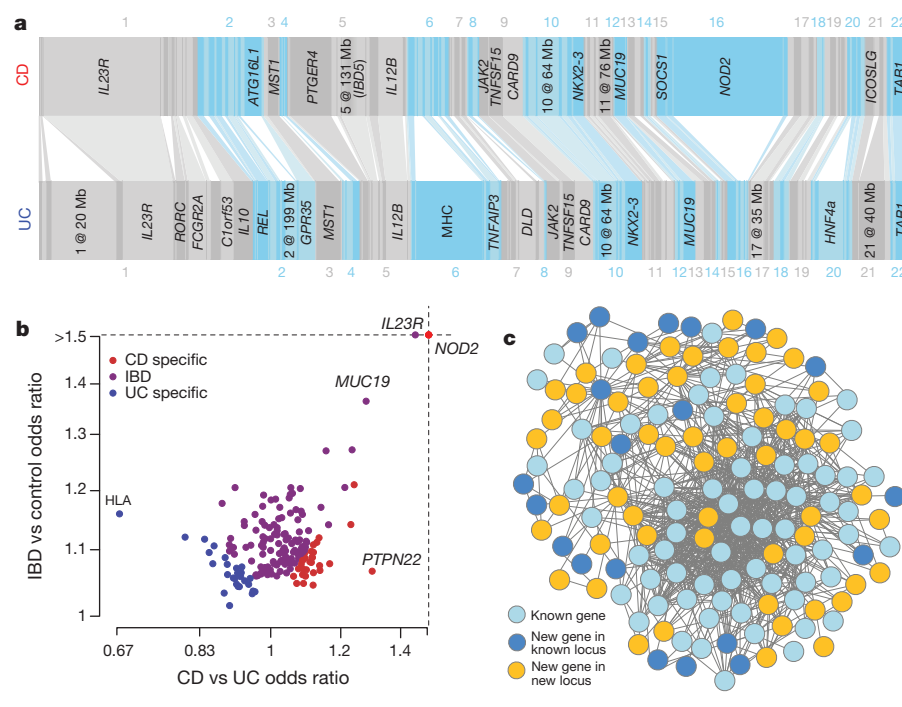 a
1 2 3 4 5 6 7 8 9 10 11 12 13 14 15 16 17 18 19 20 21 22
CD
IL23R
ATG16L1
MST1
PTGER4
5 @ 131 Mb
(IBD5)
IL12B
JAK2
TNFSF15
CARD9
10 @ 64 Mb
NKX2-3
11 @ 76 Mb
MUC19
SOCS1
NOD2
ICOSLG
UC
1 @ 20 Mb
IL23R
RORC
FCGR2A
C1orf53
IL10
REL
2 @ 199 Mb
GPR35
MST1
IL12B
MHC
TNFAIP3
DLD
JAK2
TNFSF15
CARD9
10 @ 64 Mb
NKX2-3
MUC19
17 @ 35 Mb
HNF4a
21 @ 40 Mb
1 2 3 4 5 6 7 8 9 10 11 12 13 14 15 16 17 18 19 20 21 22
b
IBD vs control odds ratio
>1.5
1.4
1.3
1.2
1.1
1
CD specific
IBD
UC specific
IL23R
NOD2
MUC19
HLA
PTPN22
0.67 0.83 1 1.2 1.4
CD vs UC odds ratio
c
Known gene
New gene in
known locus
New gene in
new locus